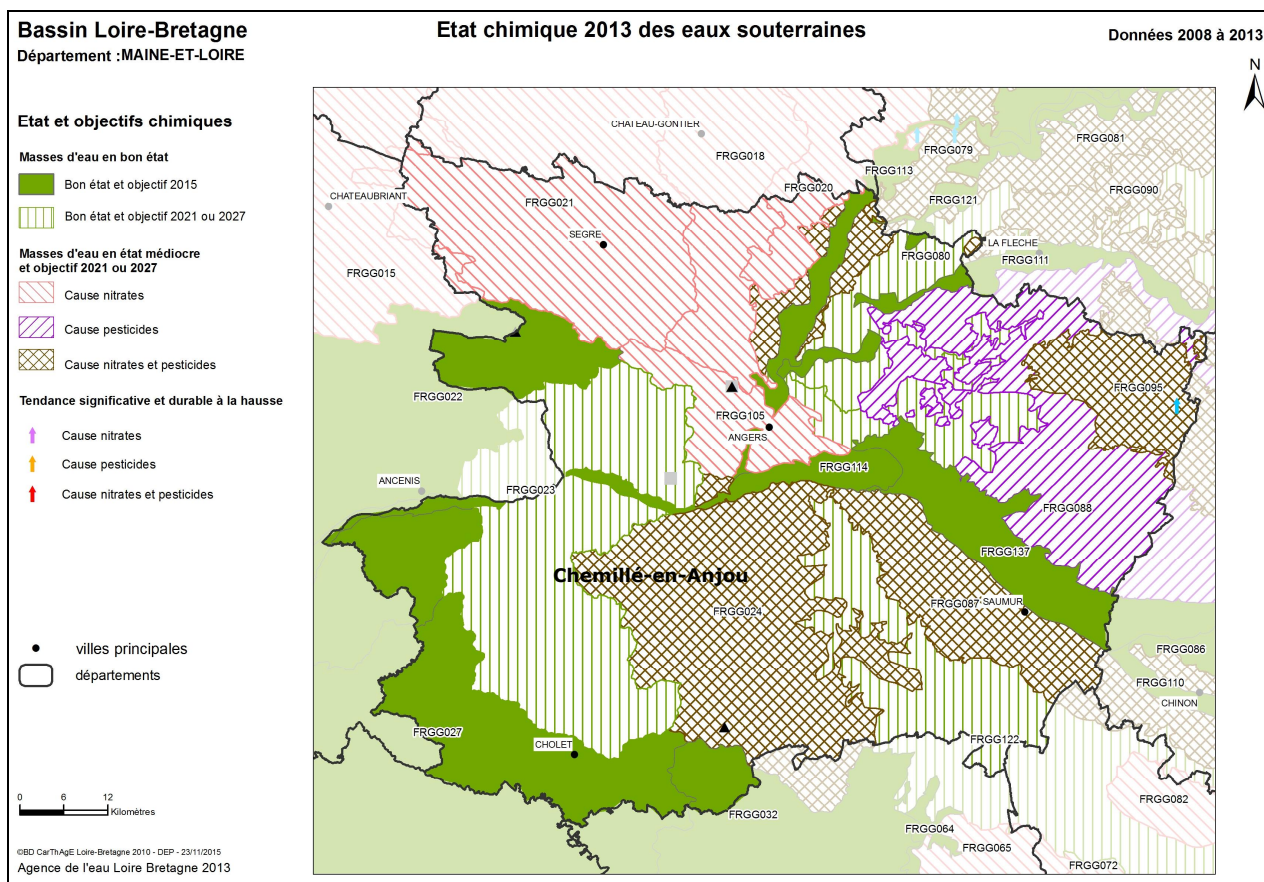 Bassin Loire-Bretagne
Département :MAINE-ET-LOIRE
Etat chimique 2013 des eaux souterraines
Données 2008 à 2013
N
Etat et objectifs chimiques
Masses d'eau en bon état
Bon état et objectif 2015
Bon état et objectif 2021 ou 2027
Masses d'eau en état médiocre
et objectif 2021 ou 2027
Cause nitrates
Cause pesticides
Cause nitrates et pesticides
Tendance significative et durable à la hausse
Cause nitrates
Cause pesticides
Cause nitrates et pesticides
villes principales
départements
0 6 12
Kilomètres
©BD CarThAgE Loire-Bretagne 2010 - DEP - 23/11/2015
Agence de l'eau Loire Bretagne 2013
CHATEAU-GONTIER
FRGG018
FRGG079
FRGG081
FRGG113
FRGG020
FRGG090
CHATEAUBRIANT
FRGG021
FRGG121
SEGRE
LA FLECHE
FRGG080
FRGG111
FRGG015
FRGG095
FRGG022
FRGG105
ANGERS
FRGG114
ANCENIS
FRGG023
FRGG088
FRGG137
Chemillé-en-Anjou
FRGG024
FRGG087
SAUMUR
FRGG086
FRGG110
CHINON
FRGG027
CHOLET
FRGG122
FRGG032
FRGG082
FRGG064
FRGG065
FRGG072